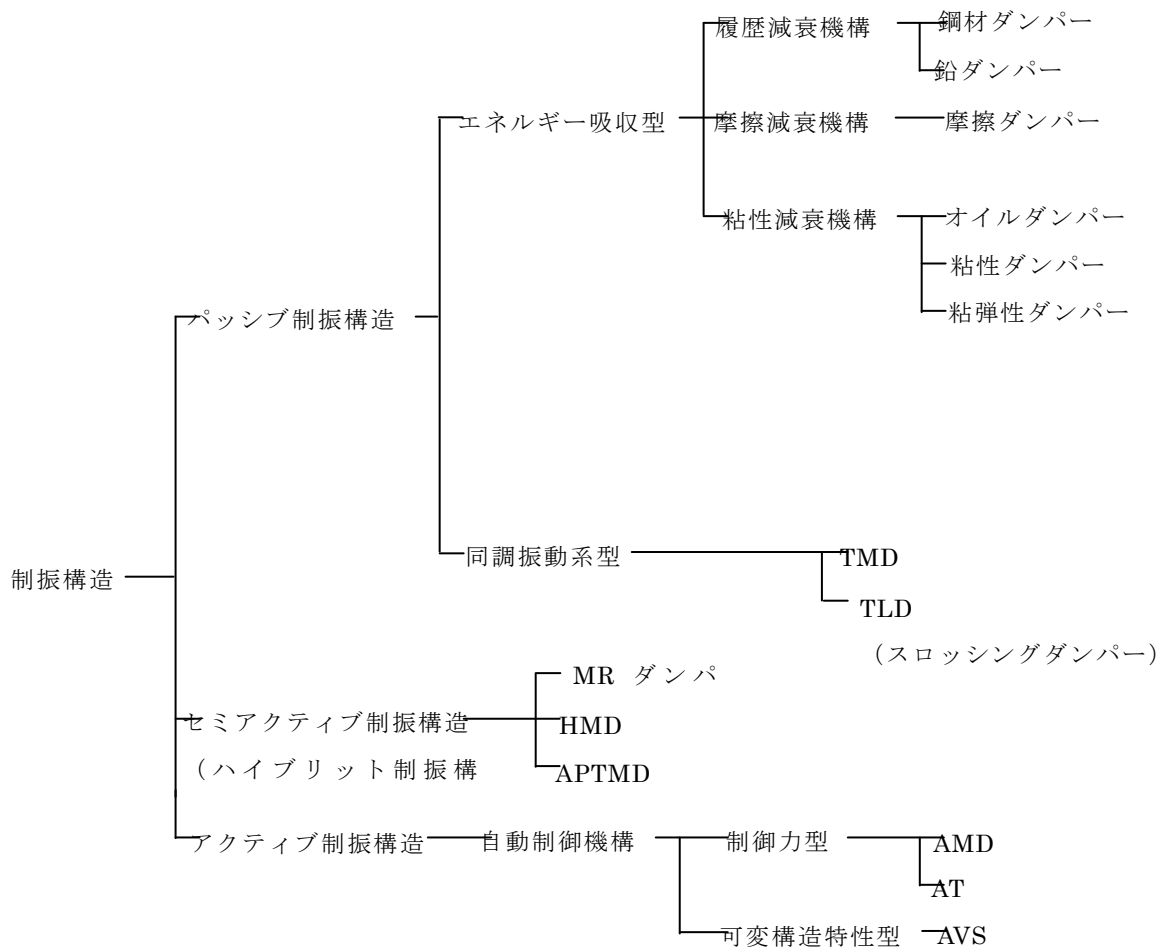 履歴減衰機構
鋼材ダンパー
鉛ダンパー
エネルギー吸収型
摩擦減衰機構
摩擦ダンパー
粘性減衰機構
オイルダンパー
粘性ダンパー
粘弾性ダンパー
パッシブ制振構造
同調振動系型
TMD
TLD
(スロッシングダンパー)
制振構造
MR ダンパ
セミアクティブ制振構造
HMD
(ハイブリット制振構
APTMD
アクティブ制振構造
自動制御機構
制御力型
AMD
AT
可変構造特性型
AVS